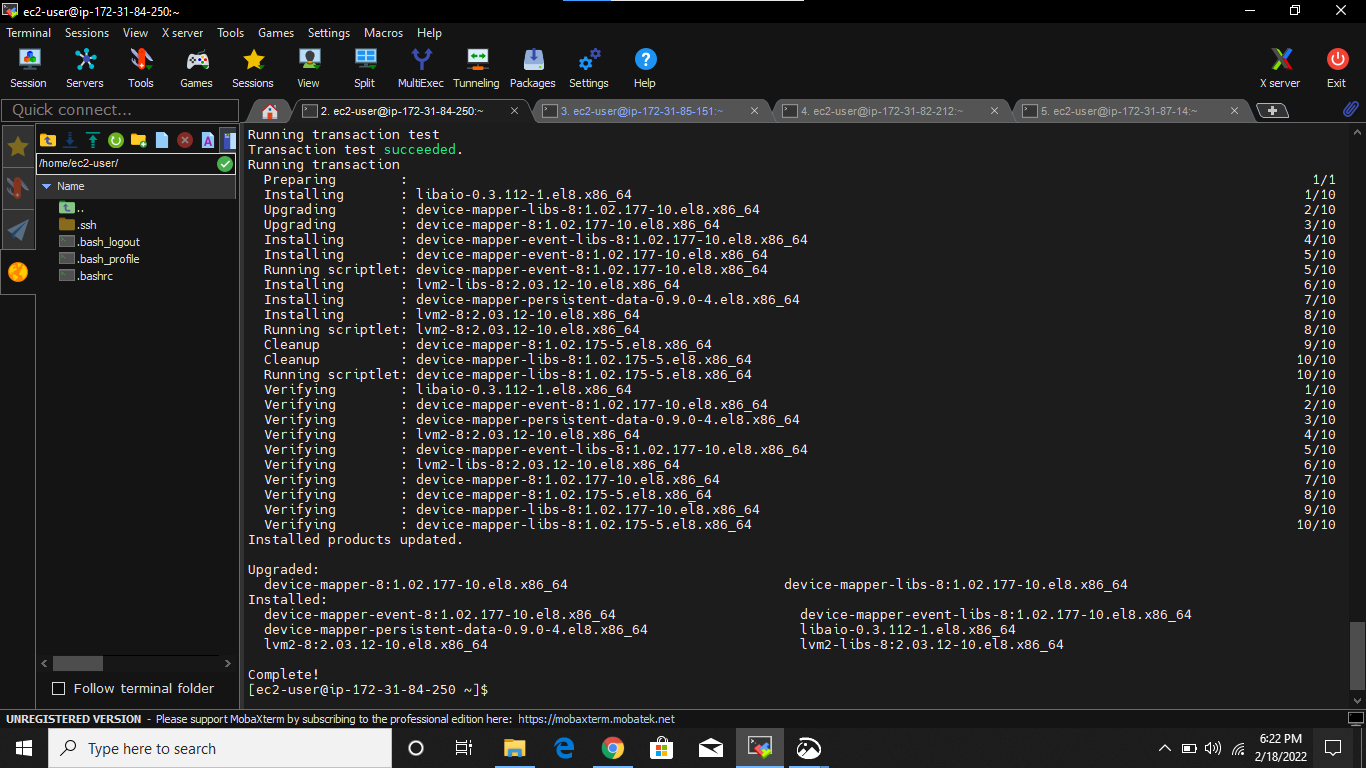 ec2-user@ip-172-31-84-250:~
Terminal Sessions View X server Tools Games Settings Macros Help
Session Servers Tools Games Sessions View Split MultiExec Tunneling Packages Settings Help X server Exit
Quick connect... 2. ec2-user@ip-172-31-84-250:~ 3. ec2-user@ip-172-31-85-151:~ 4. ec2-user@ip-172-31-82-212:~ 5. ec2-user@ip-172-31-87-14:~
/home/ec2-user/
Name
..
.ssh
.bash_logout
.bash_profile
.bashrc
Follow terminal folder
Running transaction test
Transaction test succeeded.
Running transaction
  Preparing        : 1/1
  Installing       : libaio-0.3.112-1.el8.x86_64 1/10
  Upgrading        : device-mapper-libs-8:1.02.177-10.el8.x86_64 2/10
  Upgrading        : device-mapper-8:1.02.177-10.el8.x86_64 3/10
  Installing       : device-mapper-event-libs-8:1.02.177-10.el8.x86_64 4/10
  Installing       : device-mapper-event-8:1.02.177-10.el8.x86_64 5/10
  Running scriptlet: device-mapper-event-8:1.02.177-10.el8.x86_64 5/10
  Installing       : lvm2-libs-8:2.03.12-10.el8.x86_64 6/10
  Installing       : device-mapper-persistent-data-0.9.0-4.el8.x86_64 7/10
  Installing       : lvm2-8:2.03.12-10.el8.x86_64 8/10
  Running scriptlet: lvm2-8:2.03.12-10.el8.x86_64 8/10
  Cleanup          : device-mapper-8:1.02.175-5.el8.x86_64 9/10
  Cleanup          : device-mapper-libs-8:1.02.175-5.el8.x86_64 10/10
  Running scriptlet: device-mapper-libs-8:1.02.175-5.el8.x86_64 10/10
  Verifying        : libaio-0.3.112-1.el8.x86_64 1/10
  Verifying        : device-mapper-event-8:1.02.177-10.el8.x86_64 2/10
  Verifying        : device-mapper-persistent-data-0.9.0-4.el8.x86_64 3/10
  Verifying        : lvm2-8:2.03.12-10.el8.x86_64 4/10
  Verifying        : device-mapper-event-libs-8:1.02.177-10.el8.x86_64 5/10
  Verifying        : lvm2-libs-8:2.03.12-10.el8.x86_64 6/10
  Verifying        : device-mapper-8:1.02.177-10.el8.x86_64 7/10
  Verifying        : device-mapper-8:1.02.175-5.el8.x86_64 8/10
  Verifying        : device-mapper-libs-8:1.02.177-10.el8.x86_64 9/10
  Verifying        : device-mapper-libs-8:1.02.175-5.el8.x86_64 10/10
Installed products updated.
Upgraded:
  device-mapper-8:1.02.177-10.el8.x86_64 device-mapper-libs-8:1.02.177-10.el8.x86_64
Installed:
  device-mapper-event-8:1.02.177-10.el8.x86_64 device-mapper-event-libs-8:1.02.177-10.el8.x86_64
  device-mapper-persistent-data-0.9.0-4.el8.x86_64 libaio-0.3.112-1.el8.x86_64
  lvm2-8:2.03.12-10.el8.x86_64 lvm2-libs-8:2.03.12-10.el8.x86_64
Complete!
[ec2-user@ip-172-31-84-250 ~]$
UNREGISTERED VERSION - Please support MobaXterm by subscribing to the professional edition here: https://mobaxterm.mobatek.net
Type here to search
6:22 PM
2/18/2022